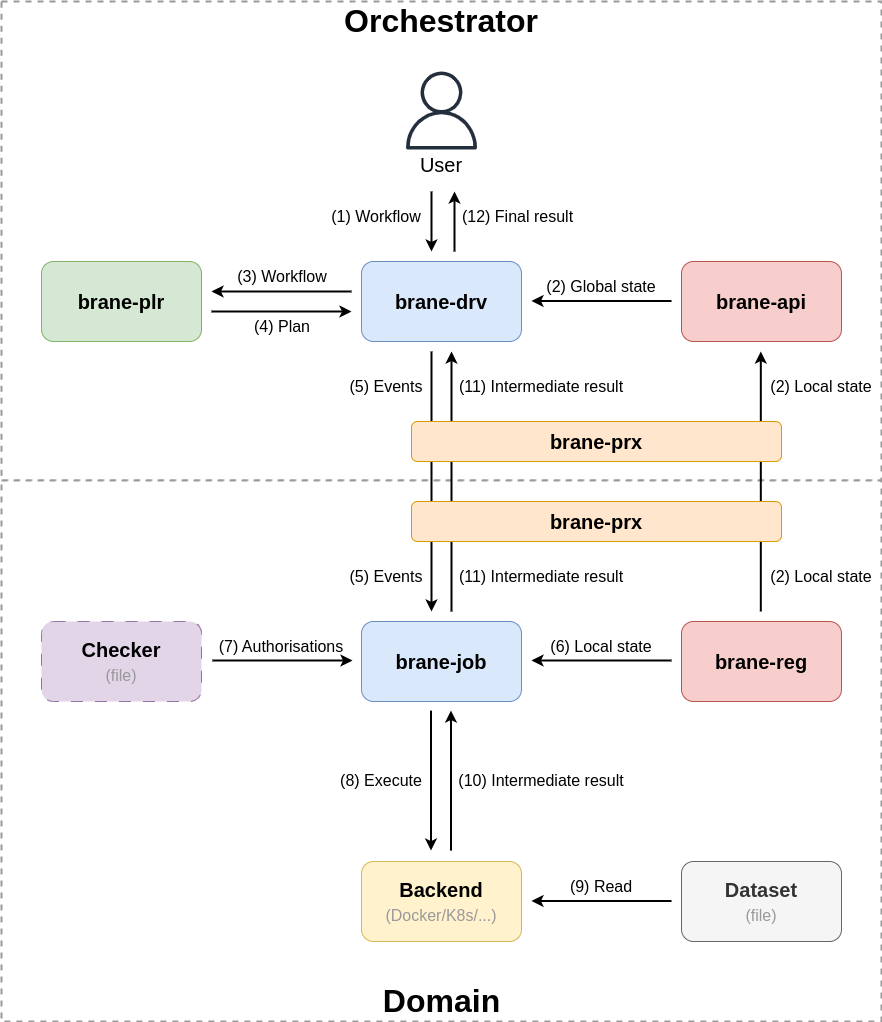 Orchestrator
User
(1) Workflow
(12) Final result
(3) Workflow
(2) Global state
brane-plr
brane-drv
brane-api
(4) Plan
(5) Events
(11) Intermediate result
(2) Local state
brane-prx
brane-prx
(5) Events
(11) Intermediate result
(2) Local state
Checker
(file)
(7) Authorisations
brane-job
(6) Local state
brane-reg
(8) Execute
(10) Intermediate result
Backend
(Docker/K8s/...)
(9) Read
Dataset
(file)
Domain